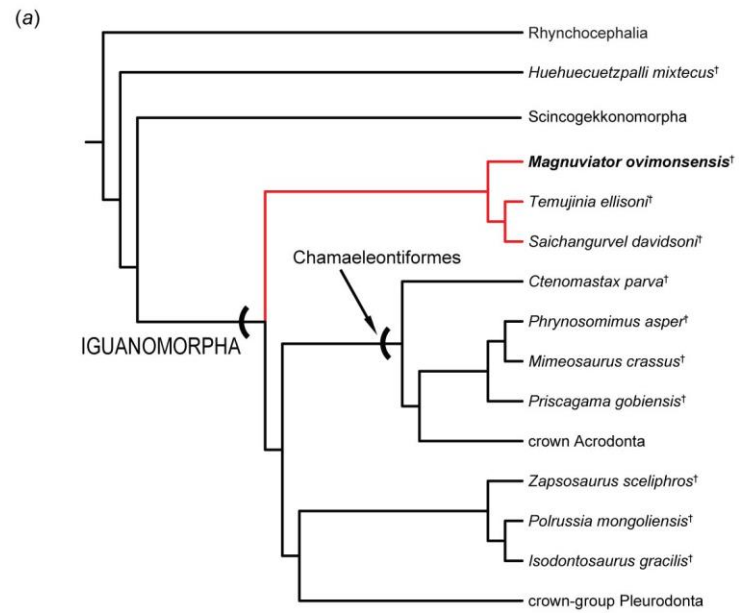 (a)
Rhynchocephalia
Huehuecuetzpalli mixtecus†
Scincogekkonomorpha
Magnuviator ovimonsensis†
Temujinia ellisoni†
Saichangurvel davidsoni†
Chamaeleontiformes
Ctenomastax parva†
Phrynosomimus asper†
IGUANOMORPHA
Mimeosaurus crassus†
Priscagama gobiensis†
crown Acrodonta
Zapsosaurus sceliphros†
Polrussia mongoliensis†
Isodontosaurus gracilis†
crown-group Pleurodonta